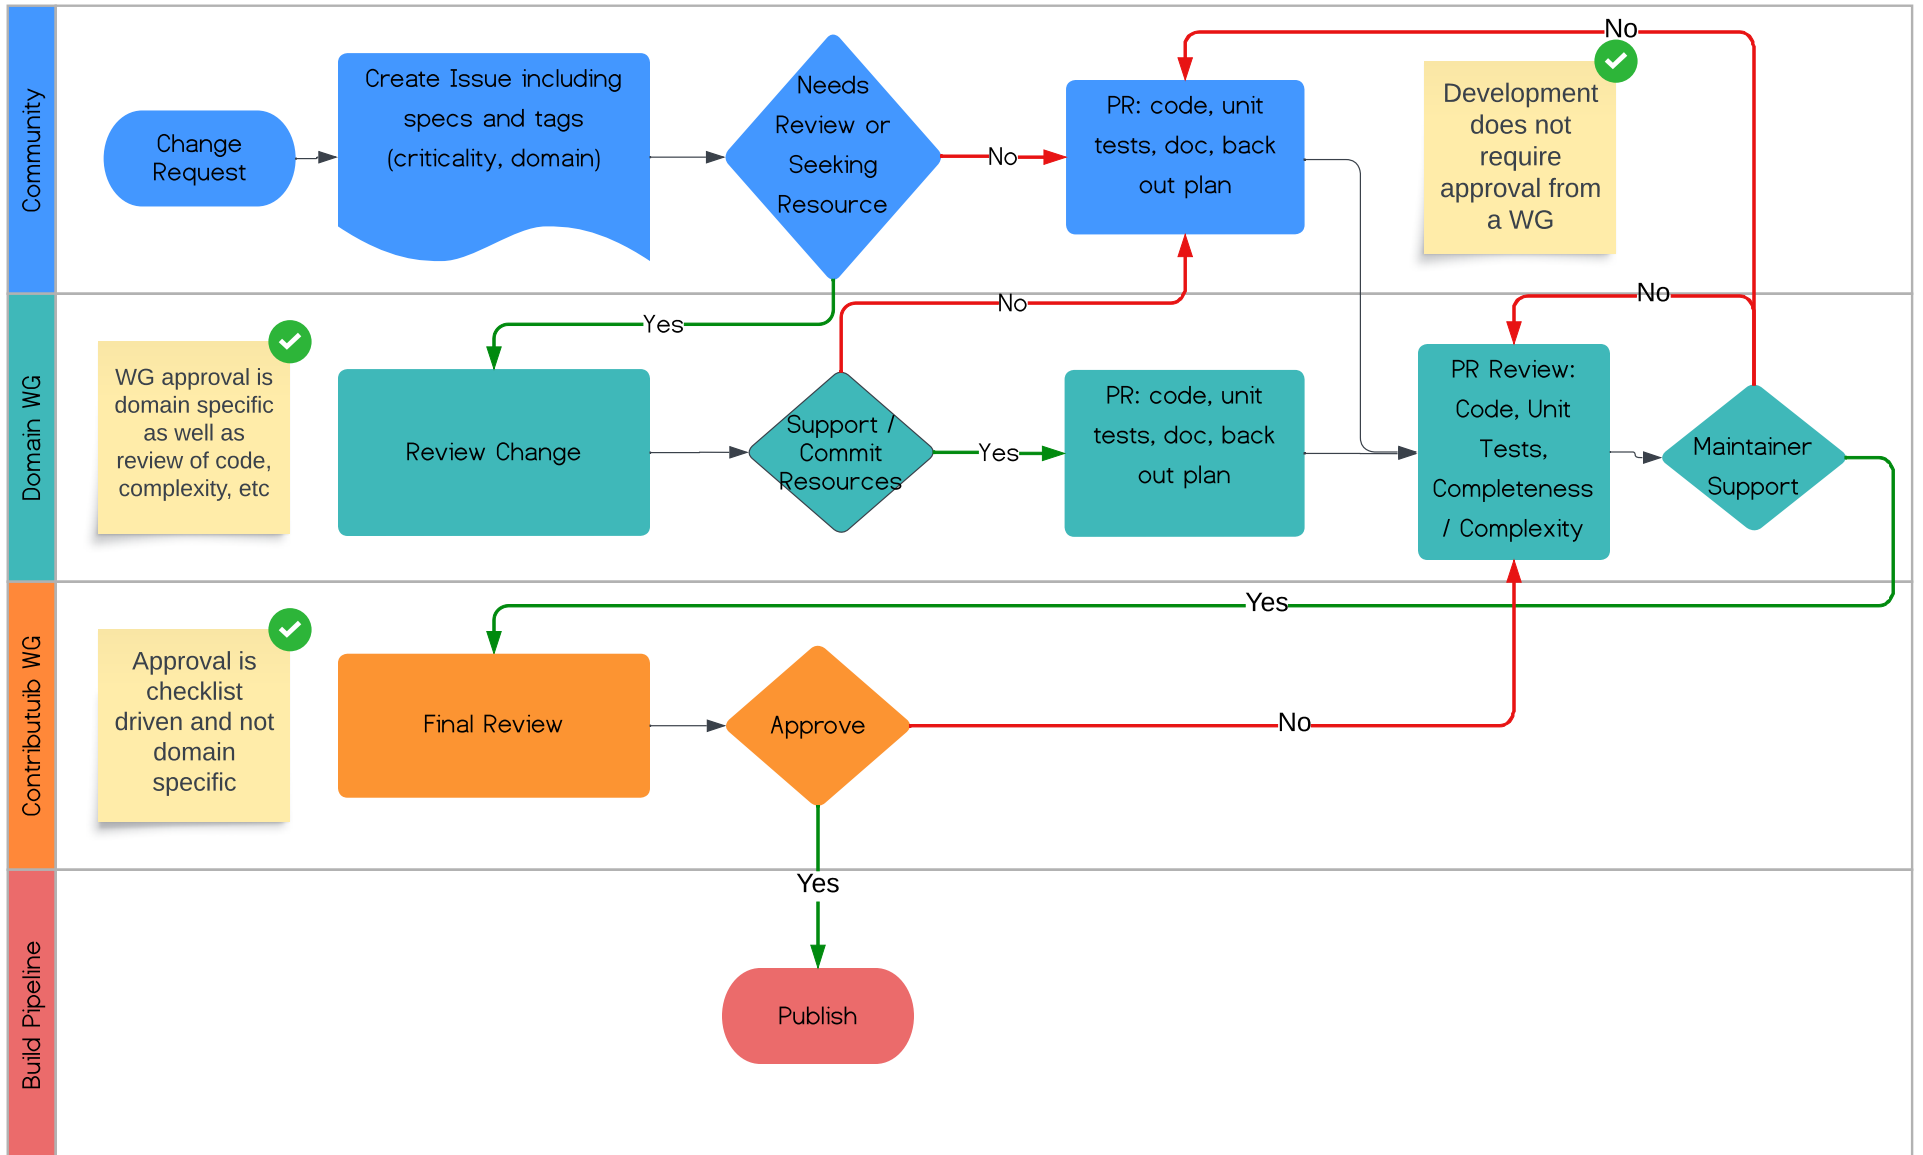 Community
Change
Request
Create Issue including
specs and tags
(criticality, domain)
Needs
Review or
Seeking
Resource
No
PR: code, unit
tests, doc, back
out plan
No
Development
does not
require
approval from
a WG
Domain WG
WG approval is
domain specific
as well as
review of code,
complexity, etc
Yes
Review Change
No
Support /
Commit
Resources
Yes
PR: code, unit
tests, doc, back
out plan
No
PR Review:
Code, Unit
Tests,
Completeness
/ Complexity
Maintainer
Support
Contributuib WG
Approval is
checklist
driven and not
domain
specific
Yes
Final Review
Approve
No
Build Pipeline
Yes
Publish